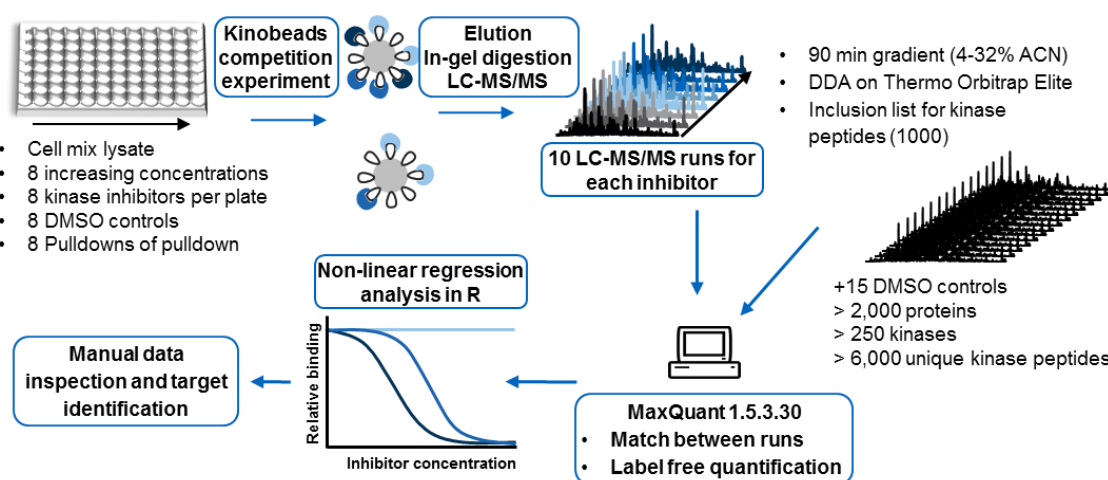 Kinobeads
competition
experiment
Elution
In-gel digestion
LC-MS/MS
• 90 min gradient (4-32% ACN)
• DDA on Thermo Orbitrap Elite
• Inclusion list for kinase
peptides (1000)
• Cell mix lysate
• 8 increasing concentrations
• 8 kinase inhibitors per plate
• 8 DMSO controls
• 8 Pulldowns of pulldown
10 LC-MS/MS runs for
each inhibitor
+15 DMSO controls
> 2,000 proteins
> 250 kinases
> 6,000 unique kinase peptides
Non-linear regression
analysis in R
Relative binding
Inhibitor concentration
Manual data
inspection and target
identification
MaxQuant 1.5.3.30
• Match between runs
• Label free quantification